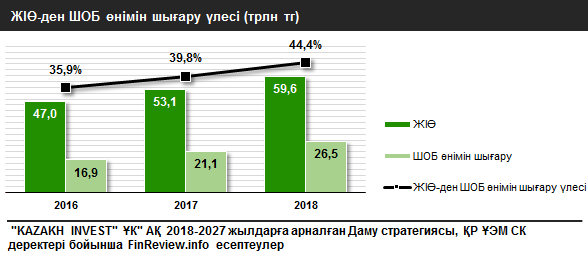 ЖІӨ-ден ШОБ өнімін шығару үлесі (трлн тг)
35,9%
39,8%
44,4%
47,0
53,1
59,6
16,9
21,1
26,5
2016
2017
2018
ЖІӨ
ШОБ өнімін шығару
ЖІӨ-ден ШОБ өнімін шығару үлесі
"KAZAKH INVEST" ҰК" АҚ 2018-2027 жылдарға арналған Даму стратегиясы, ҚР ҰЭМ СК
деректері бойынша FinReview.info есептеулер